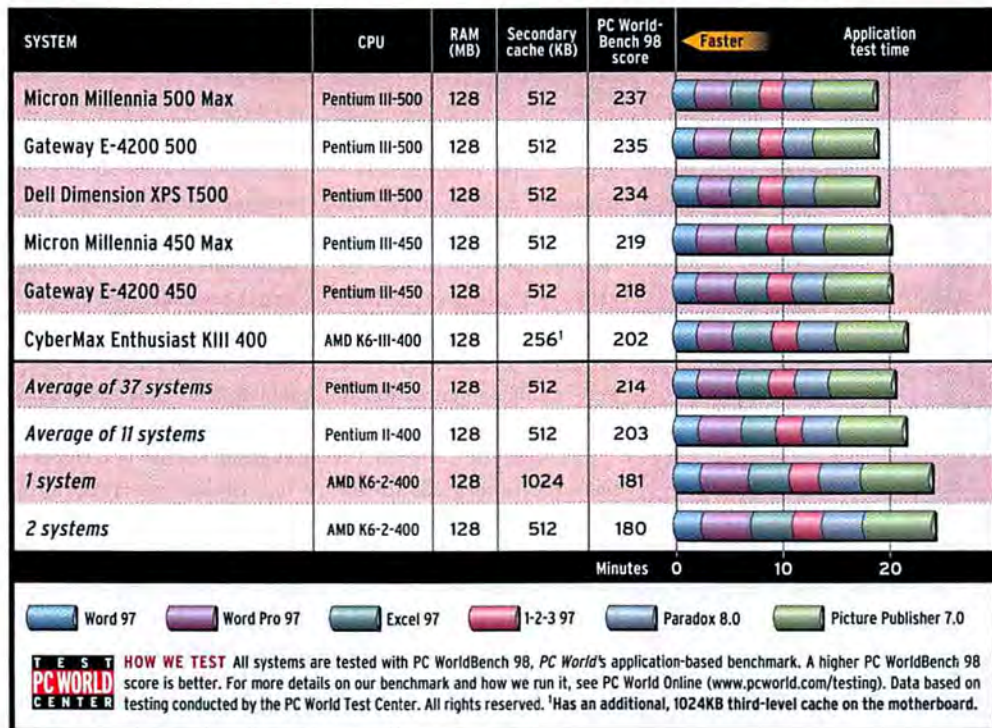 SYSTEM CPU RAM (MB) Secondary cache (KB) PC World-Bench 98 score Faster Application test time
Micron Millennia 500 Max Pentium III-500 128 512 237
Gateway E-4200 500 Pentium III-500 128 512 235
Dell Dimension XPS T500 Pentium III-500 128 512 234
Micron Millennia 450 Max Pentium III-450 128 512 219
Gateway E-4200 450 Pentium III-450 128 512 218
CyberMax Enthusiast KIII 400 AMD K6-III-400 128 256¹ 202
Average of 37 systems Pentium II-450 128 512 214
Average of 11 systems Pentium II-400 128 512 203
1 system AMD K6-2-400 128 1024 181
2 systems AMD K6-2-400 128 512 180
Minutes 0 10 20
Word 97 Word Pro 97 Excel 97 1-2-3 97 Paradox 8.0 Picture Publisher 7.0
TEST
PC WORLD
CENTER
HOW WE TEST All systems are tested with PC WorldBench 98, PC World's application-based benchmark. A higher PC WorldBench 98
score is better. For more details on our benchmark and how we run it, see PC World Online (www.pcworld.com/testing). Data based on
testing conducted by the PC World Test Center. All rights reserved. ¹Has an additional, 1024KB third-level cache on the motherboard.